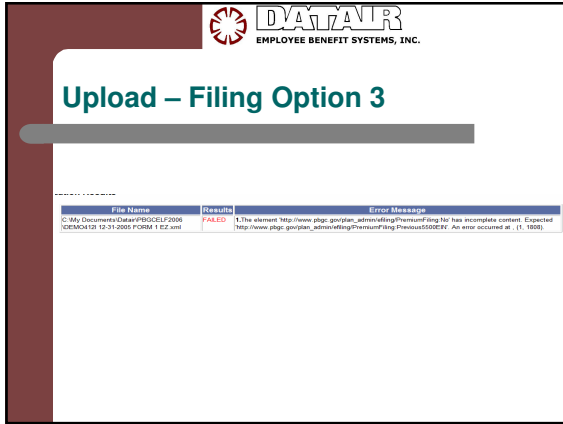 DATAIR
EMPLOYEE BENEFIT SYSTEMS, INC.
Upload – Filing Option 3
File Name Results Error Message
C:\My Documents\Datair\PBGCELF2006 FAILED 1.The element 'http://www.pbgc.gov/plan_admin/efiling/PremiumFiling:No' has incomplete content. Expected
\DEMO412I 12-31-2005 FORM 1 EZ.xml 'http://www.pbgc.gov/plan_admin/efiling/PremiumFiling:Previous5500EIN'. An error occurred at , (1, 1808).